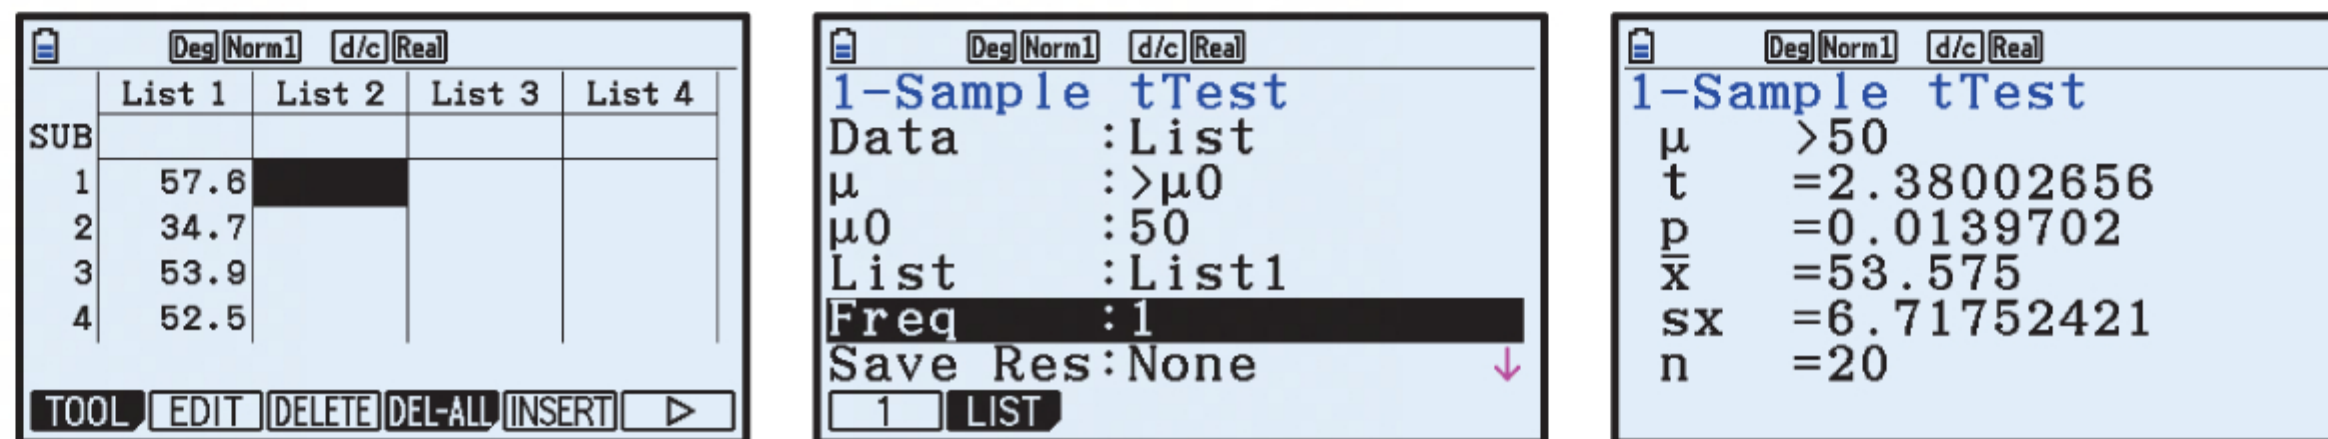 Deg Norm1 d/c Real
List 1 List 2 List 3 List 4
SUB
1 57.6
2 34.7
3 53.9
4 52.5
TOOL EDIT DELETE DEL-ALL INSERT ▷
Deg Norm1 d/c Real
1-Sample tTest
Data :List
μ :>μ0
μ0 :50
List :List1
Freq :1
Save Res:None ↓
1 LIST
Deg Norm1 d/c Real
1-Sample tTest
μ >50
t =2.38002656
p =0.0139702
x̄ =53.575
sx =6.71752421
n =20